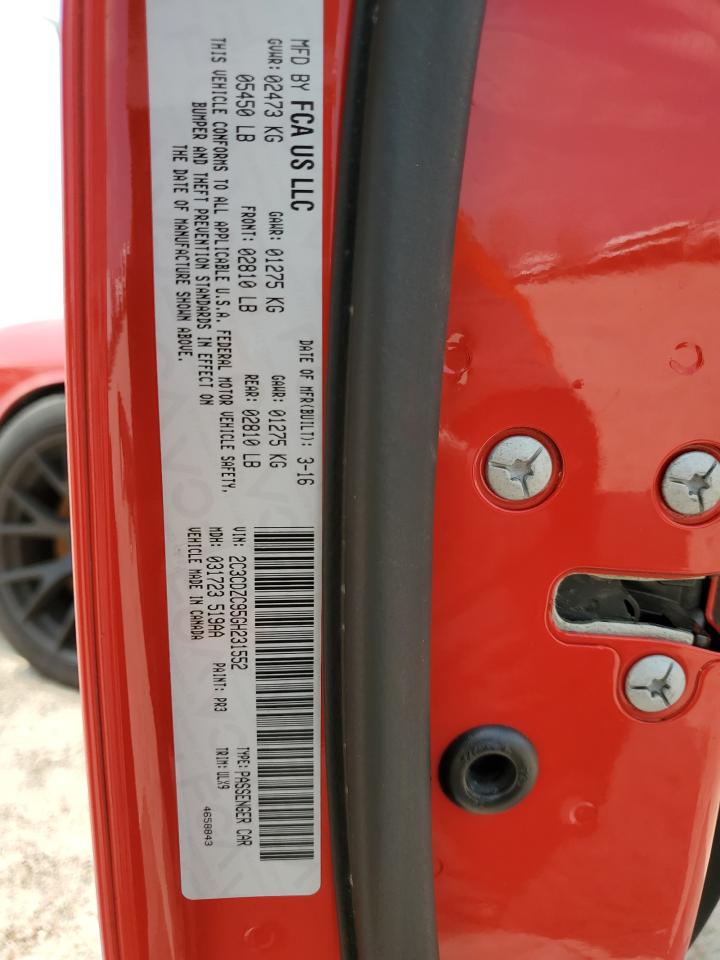 MFD BY FCA US LLC
DATE OF MFR(BUILT): 3-16
GVWR: 02473 KG GAWR: 01275 KG GAWR: 01275 KG
05450 LB FRONT: 02810 LB REAR: 02810 LB
THIS VEHICLE CONFORMS TO ALL APPLICABLE U.S.A. FEDERAL MOTOR VEHICLE SAFETY,
BUMPER AND THEFT PREVENTION STANDARDS IN EFFECT ON
THE DATE OF MANUFACTURE SHOWN ABOVE.
VIN: 2C3CDZC95GH231552 TYPE: PASSENGER CAR
MDH: 031723 519AA PAINT: PR3 TRIM: VLX9
VEHICLE MADE IN CANADA
4658843